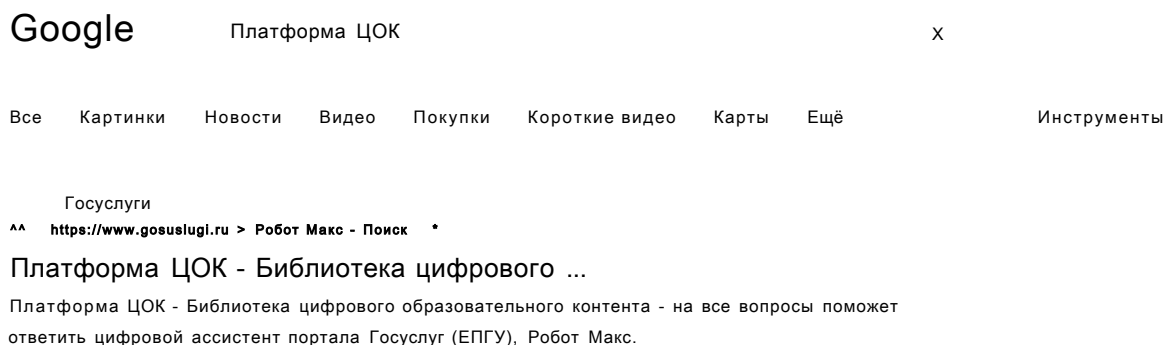 Google Платформа ЦОК X
Все Картинки Новости Видео Покупки Короткие видео Карты Ещё Инструменты
Госуслуги
^^ https://www.gosuslugi.ru > Робот Макс - Поиск *
Платформа ЦОК - Библиотека цифрового ...
Платформа ЦОК - Библиотека цифрового образовательного контента - на все вопросы поможет
ответить цифровой ассистент портала Госуслуг (ЕПГУ), Робот Макс.